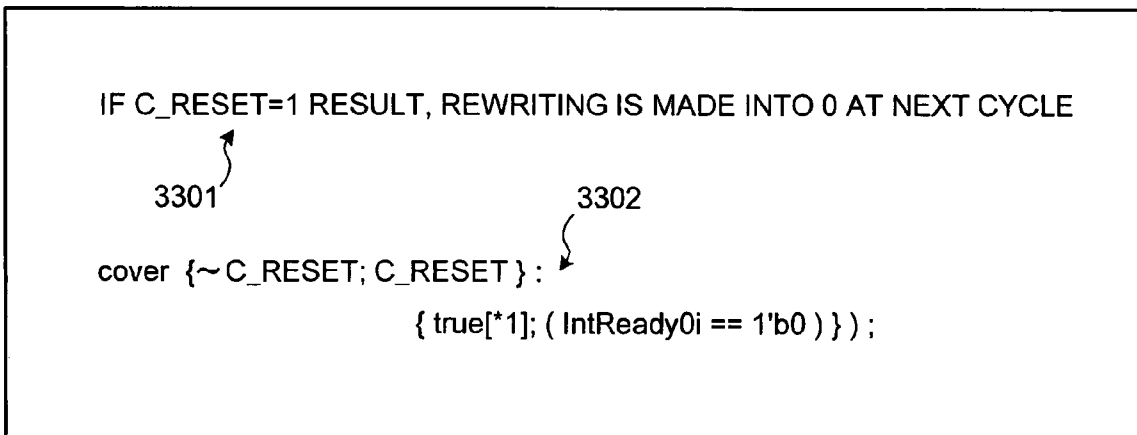 IF C_RESET=1 RESULT, REWRITING IS MADE INTO 0 AT NEXT CYCLE
3301
3302
cover {~C_RESET; C_RESET } :
{ true[*1]; ( IntReady0i == 1'b0 ) } ) ;